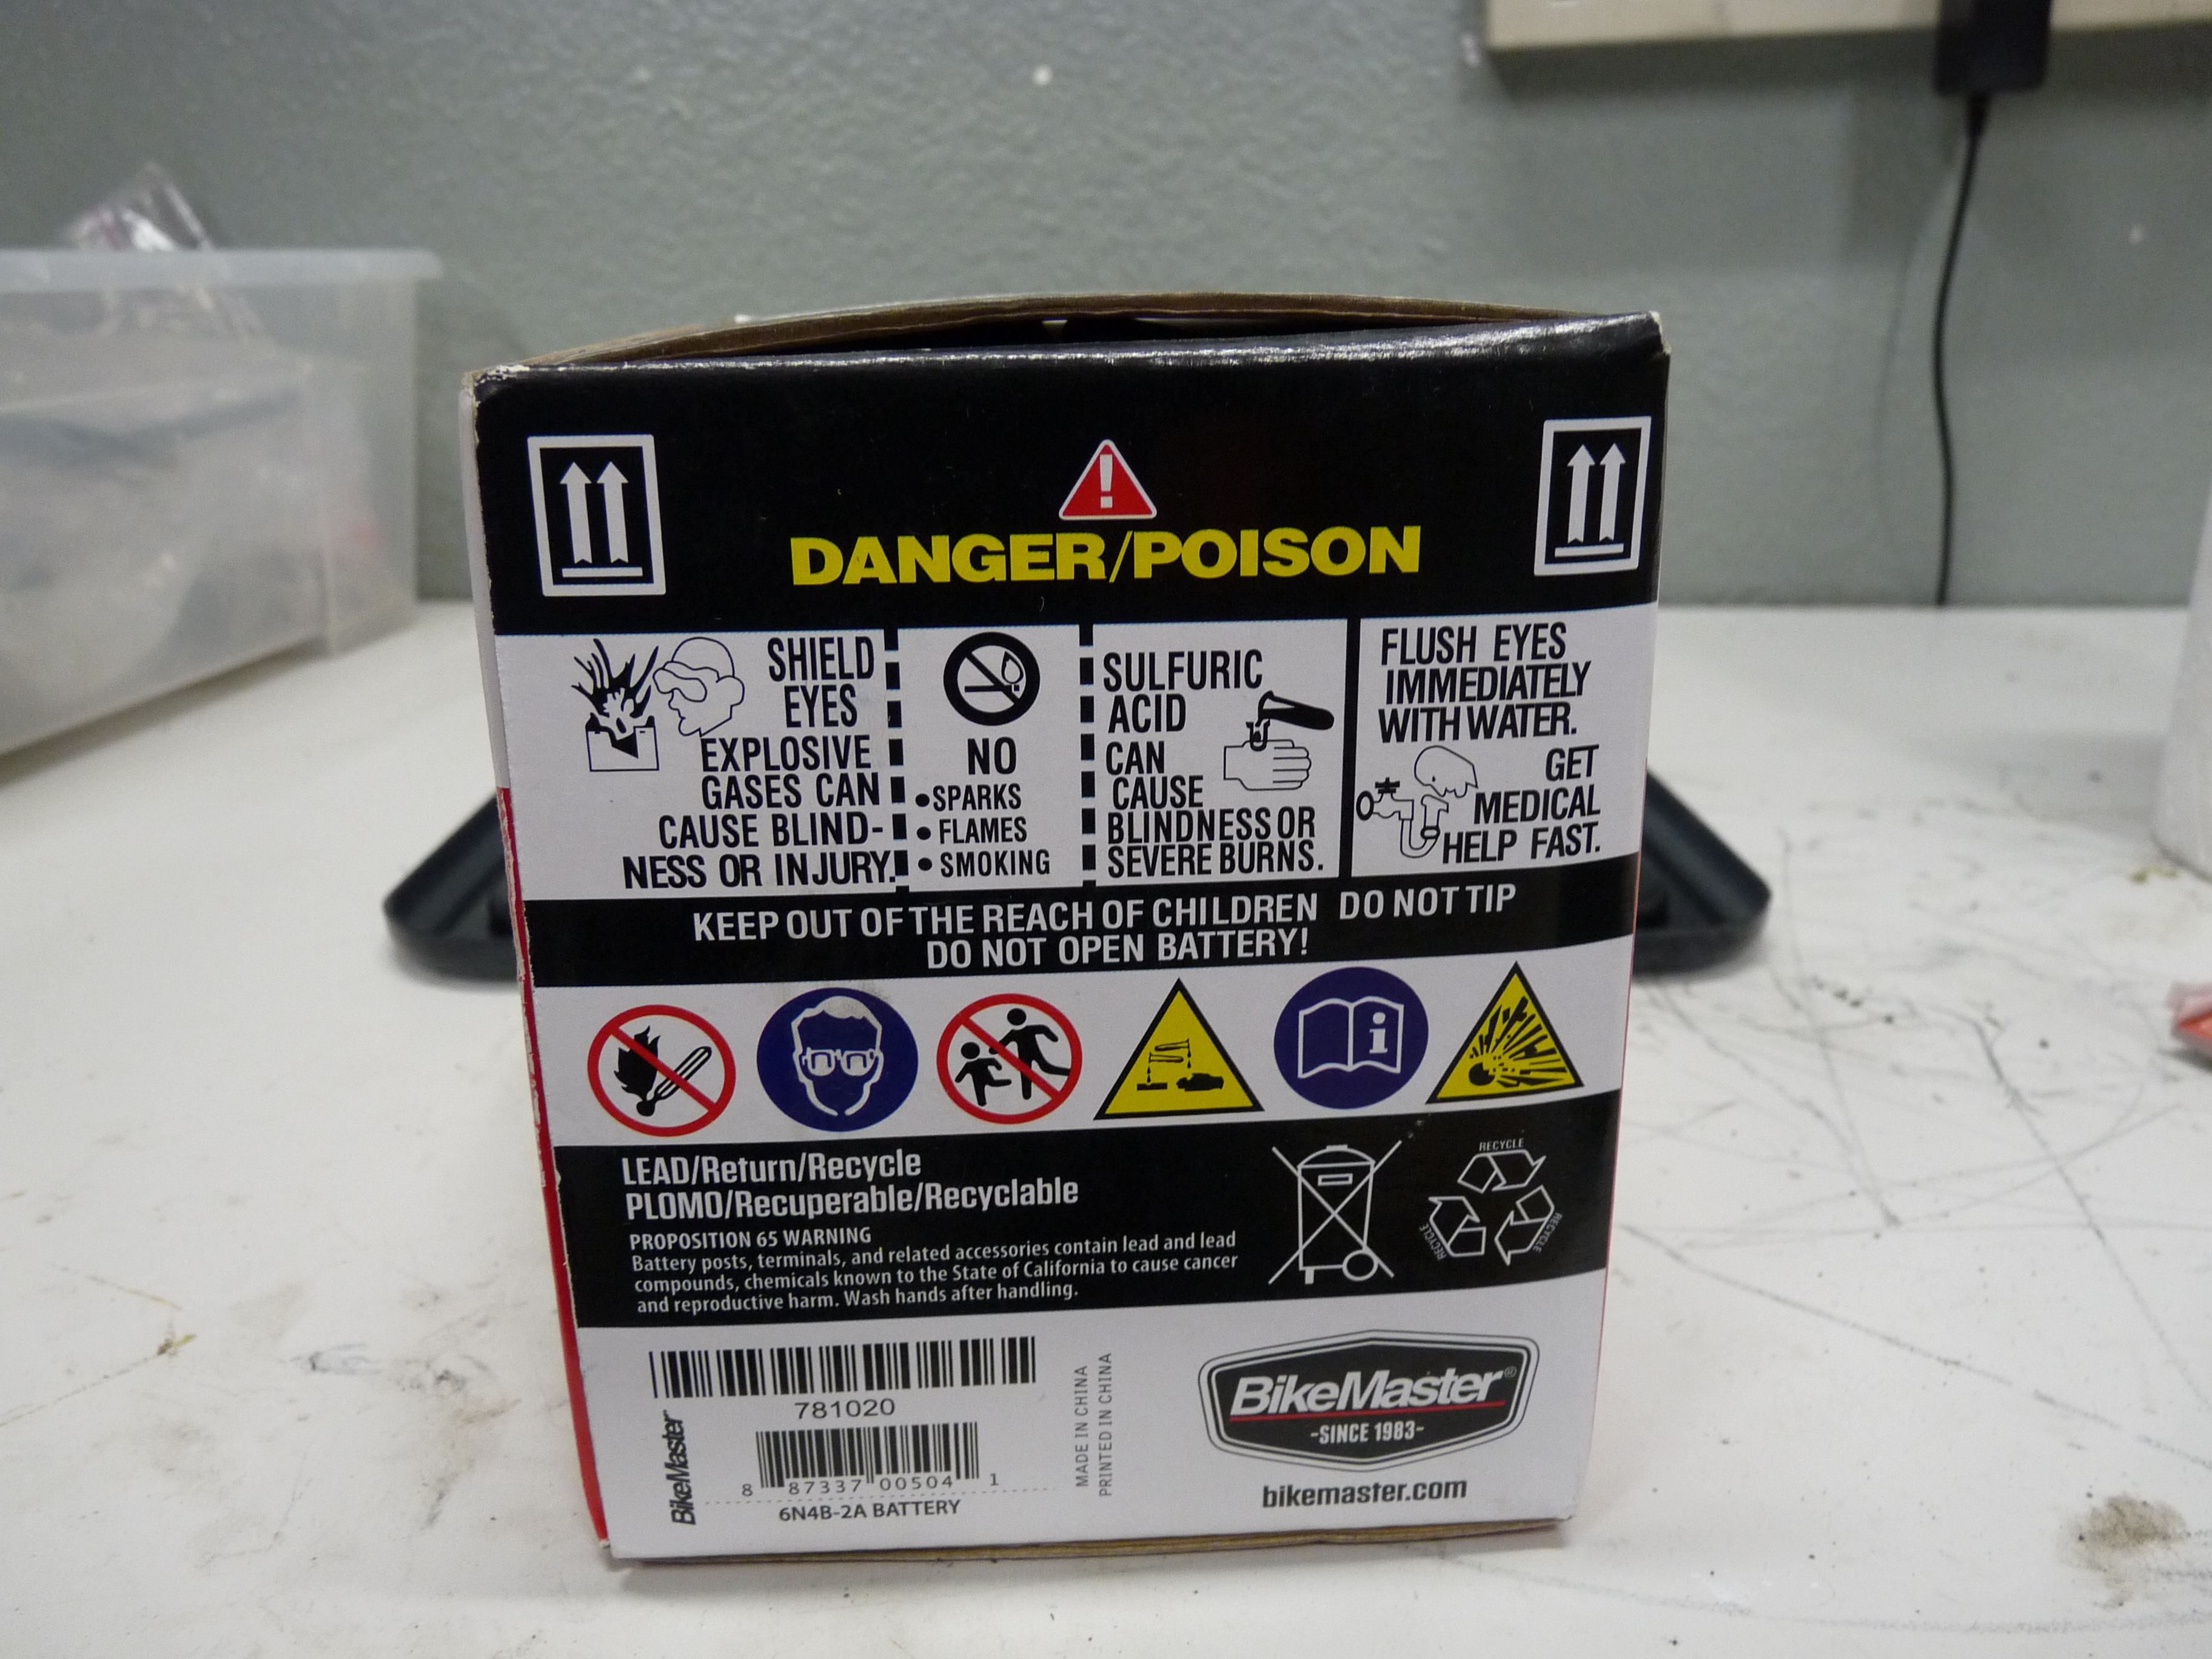 DANGER/POISON
SHIELD
EYES
EXPLOSIVE
GASES CAN
CAUSE BLIND-
NESS OR INJURY.
NO
• SPARKS
• FLAMES
• SMOKING
SULFURIC
ACID
CAN
CAUSE
BLINDNESS OR
SEVERE BURNS.
FLUSH EYES
IMMEDIATELY
WITH WATER.
GET
MEDICAL
HELP FAST.
KEEP OUT OF THE REACH OF CHILDREN DO NOT TIP
DO NOT OPEN BATTERY!
LEAD/Return/Recycle
PLOMO/Recuperable/Recyclable
PROPOSITION 65 WARNING
Battery posts, terminals, and related accessories contain lead and lead
compounds, chemicals known to the State of California to cause cancer
and reproductive harm. Wash hands after handling.
RECYCLE
RECYCLE
RECYCLE
781020
BikeMaster
8 87337 00504 1
6N4B-2A BATTERY
MADE IN CHINA
PRINTED IN CHINA
BikeMaster®
-SINCE 1983-
bikemaster.com